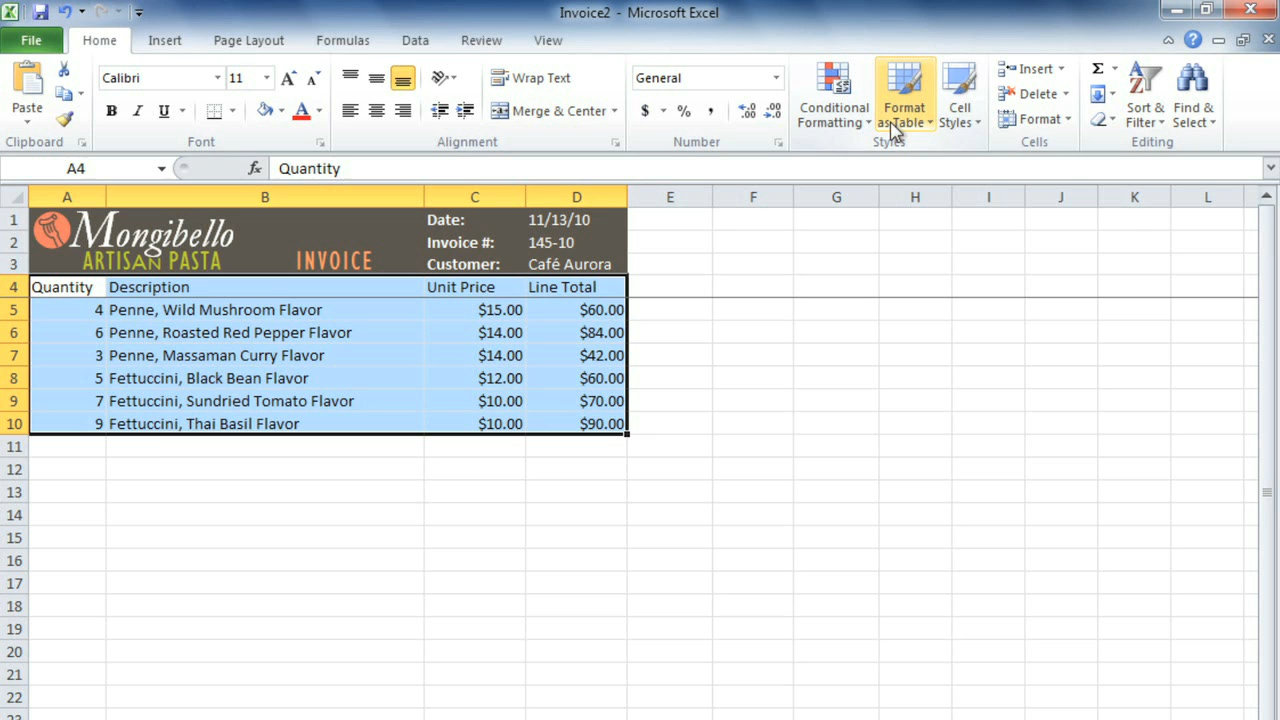 Invoice2 - Microsoft Excel
File Home Insert Page Layout Formulas Data Review View
Paste
Calibri 11
B I U A
Wrap Text
Merge & Center
General
$ % ,
Conditional Formatting
Format as Table
Cell Styles
Insert
Delete
Format
Σ
Sort & Filter
Find & Select
Clipboard Font Alignment Number Styles Cells Editing
A4 fx Quantity
A B C D E F G H I J K L
1 Mongibello Date: 11/13/10
2 Invoice #: 145-10
3 ARTISAN PASTA INVOICE Customer: Café Aurora
4 Quantity Description Unit Price Line Total
5 4 Penne, Wild Mushroom Flavor $15.00 $60.00
6 6 Penne, Roasted Red Pepper Flavor $14.00 $84.00
7 3 Penne, Massaman Curry Flavor $14.00 $42.00
8 5 Fettuccini, Black Bean Flavor $12.00 $60.00
9 7 Fettuccini, Sundried Tomato Flavor $10.00 $70.00
10 9 Fettuccini, Thai Basil Flavor $10.00 $90.00
11
12
13
14
15
16
17
18
19
20
21
22
23